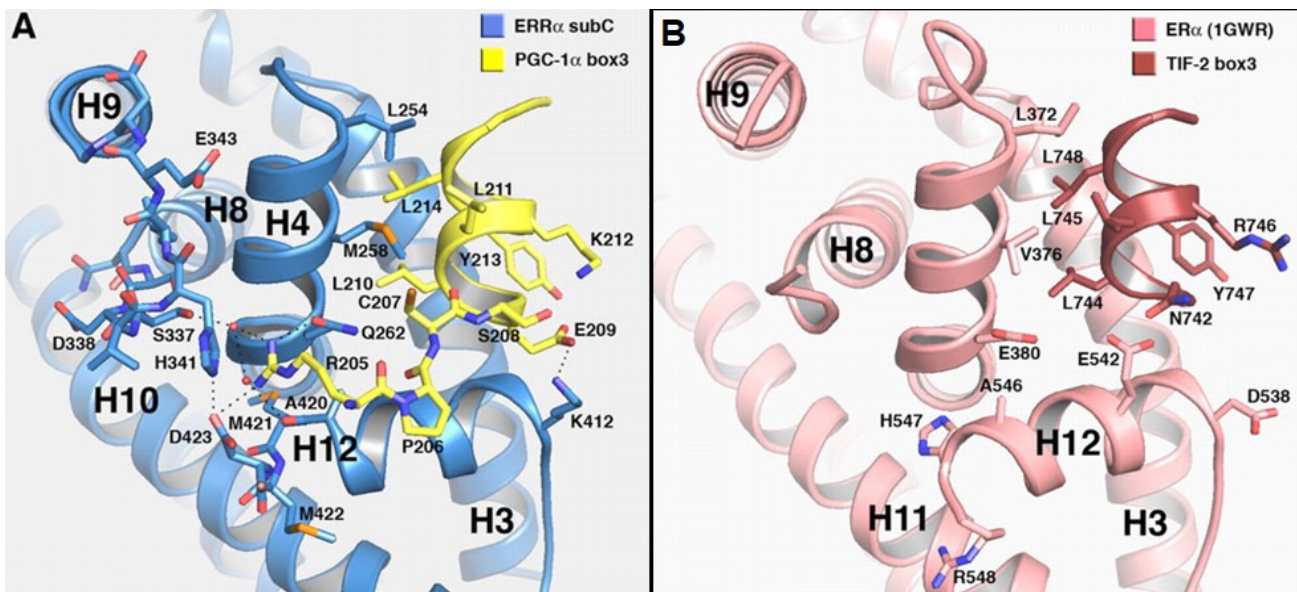 A
ERRα subC
PGC-1α box3
H9
E343
L254
H8
H4
L211
L214
M258
K212
Y213
L210
C207
D338
S337
Q262
S208
E209
H341
R205
H10
A420
M421
K412
D423
H12
P206
M422
H3
B
ERα (1GWR)
TIF-2 box3
H9
L372
L748
L745
R746
H8
V376
Y747
L744
N742
E380
E542
A546
D538
H547
H12
H11
H3
R548